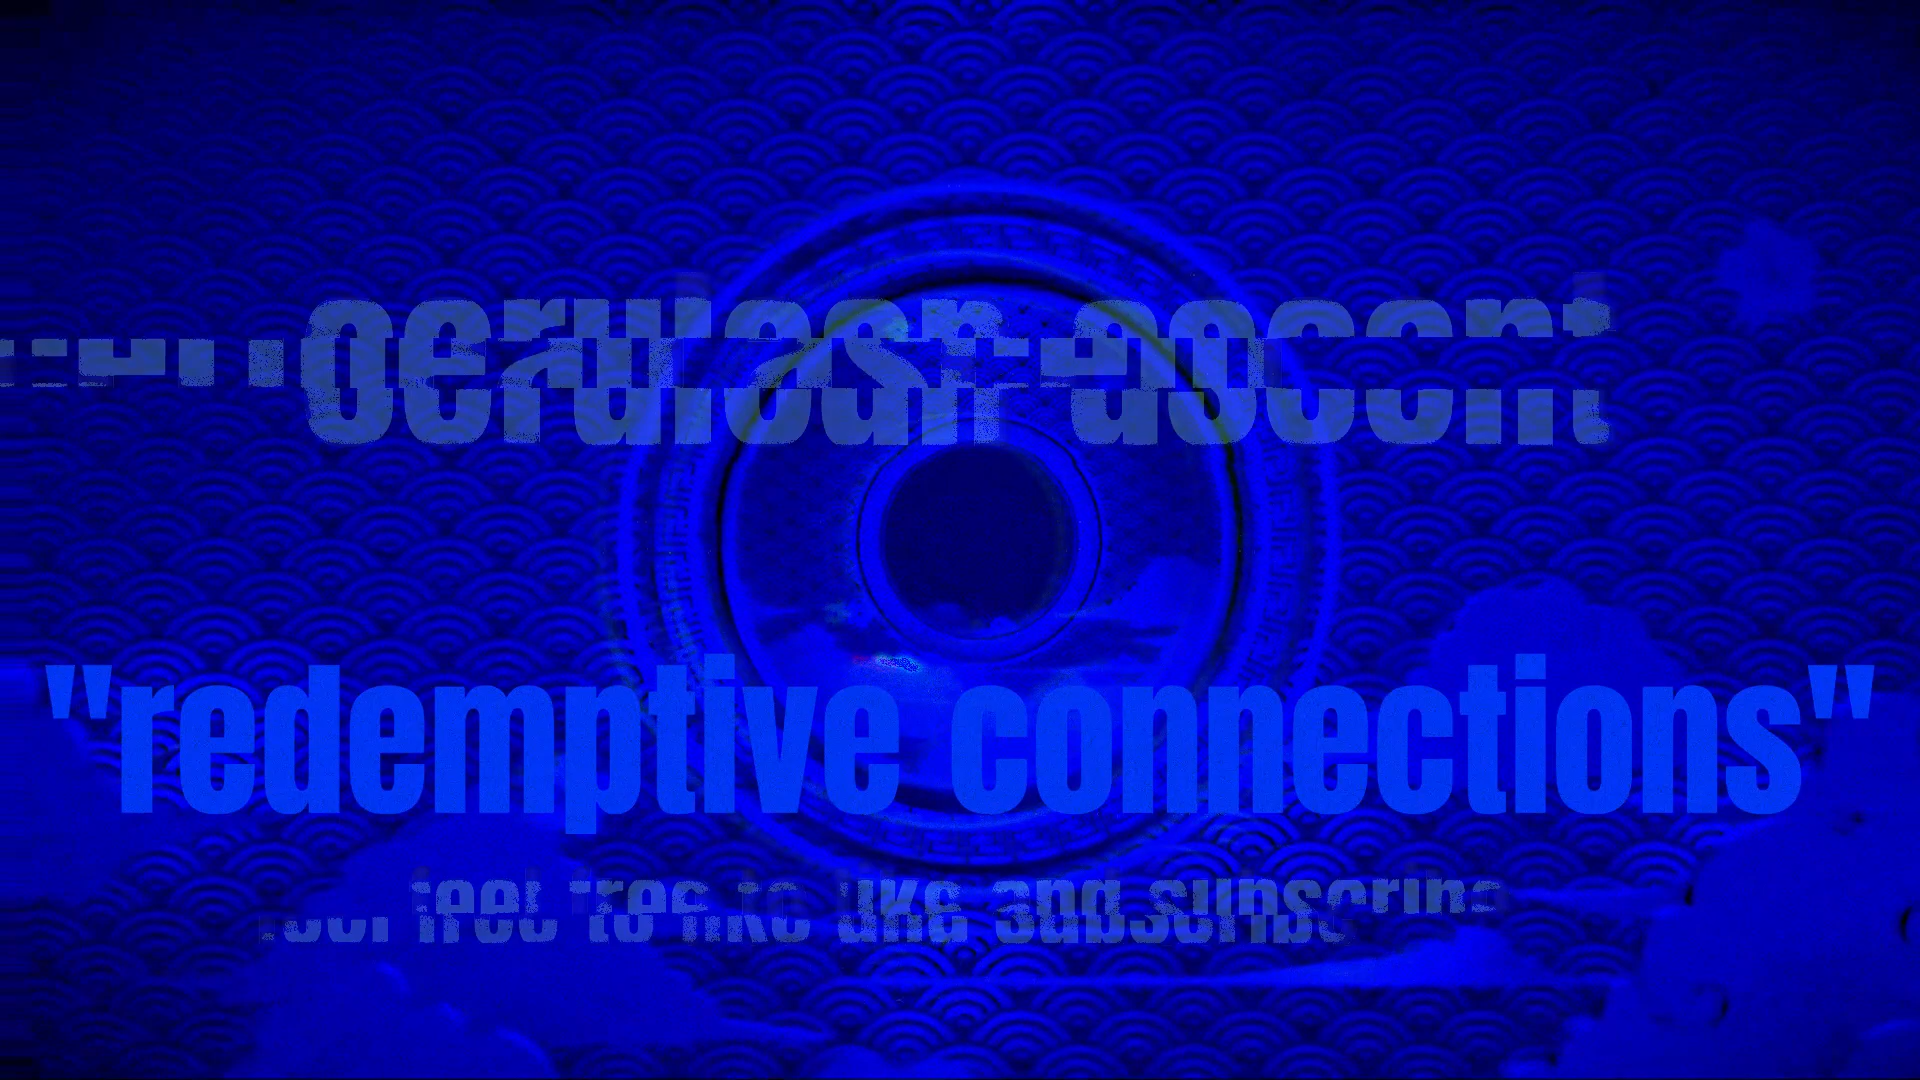 cerulean ascent
"redemptive connections"
feel free to like and subscribe